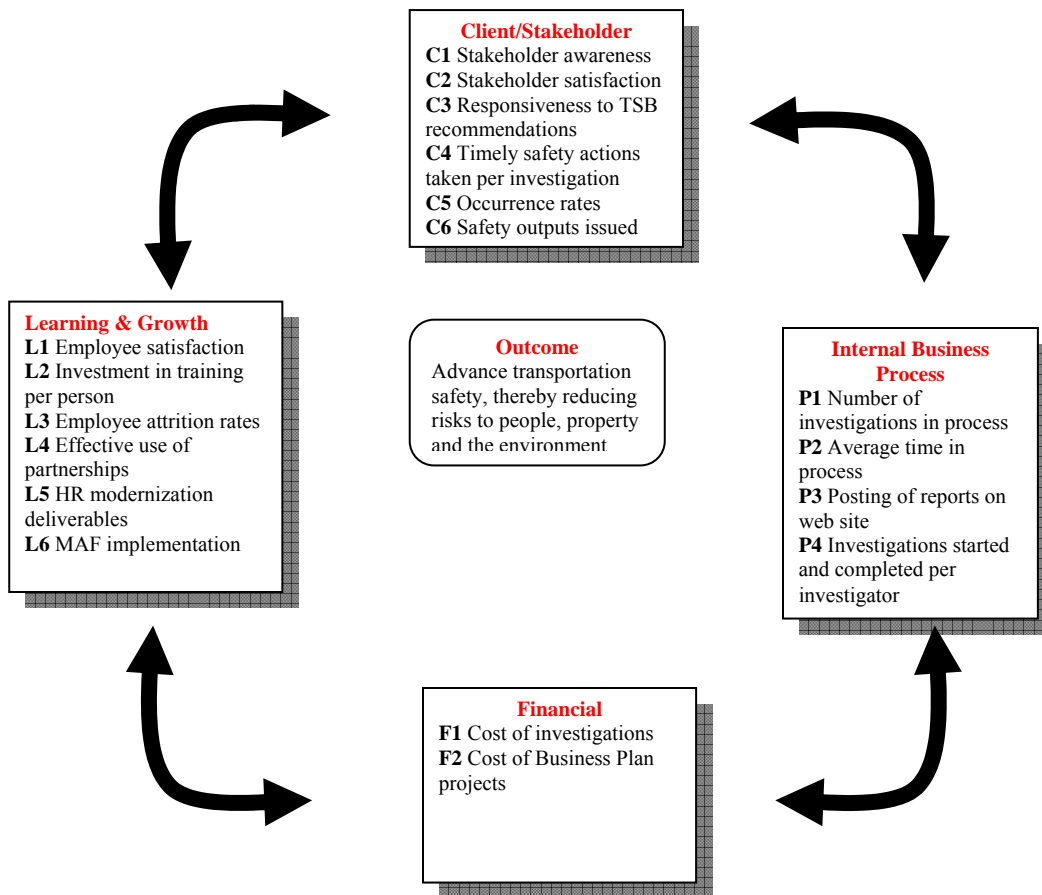 Client/Stakeholder
C1 Stakeholder awareness
C2 Stakeholder satisfaction
C3 Responsiveness to TSB
recommendations
C4 Timely safety actions
taken per investigation
C5 Occurrence rates
C6 Safety outputs issued
Learning & Growth
L1 Employee satisfaction
L2 Investment in training
per person
L3 Employee attrition rates
L4 Effective use of
partnerships
L5 HR modernization
deliverables
L6 MAF implementation
Outcome
Advance transportation
safety, thereby reducing
risks to people, property
and the environment
Internal Business
Process
P1 Number of
investigations in process
P2 Average time in
process
P3 Posting of reports on
web site
P4 Investigations started
and completed per
investigator
Financial
F1 Cost of investigations
F2 Cost of Business Plan
projects